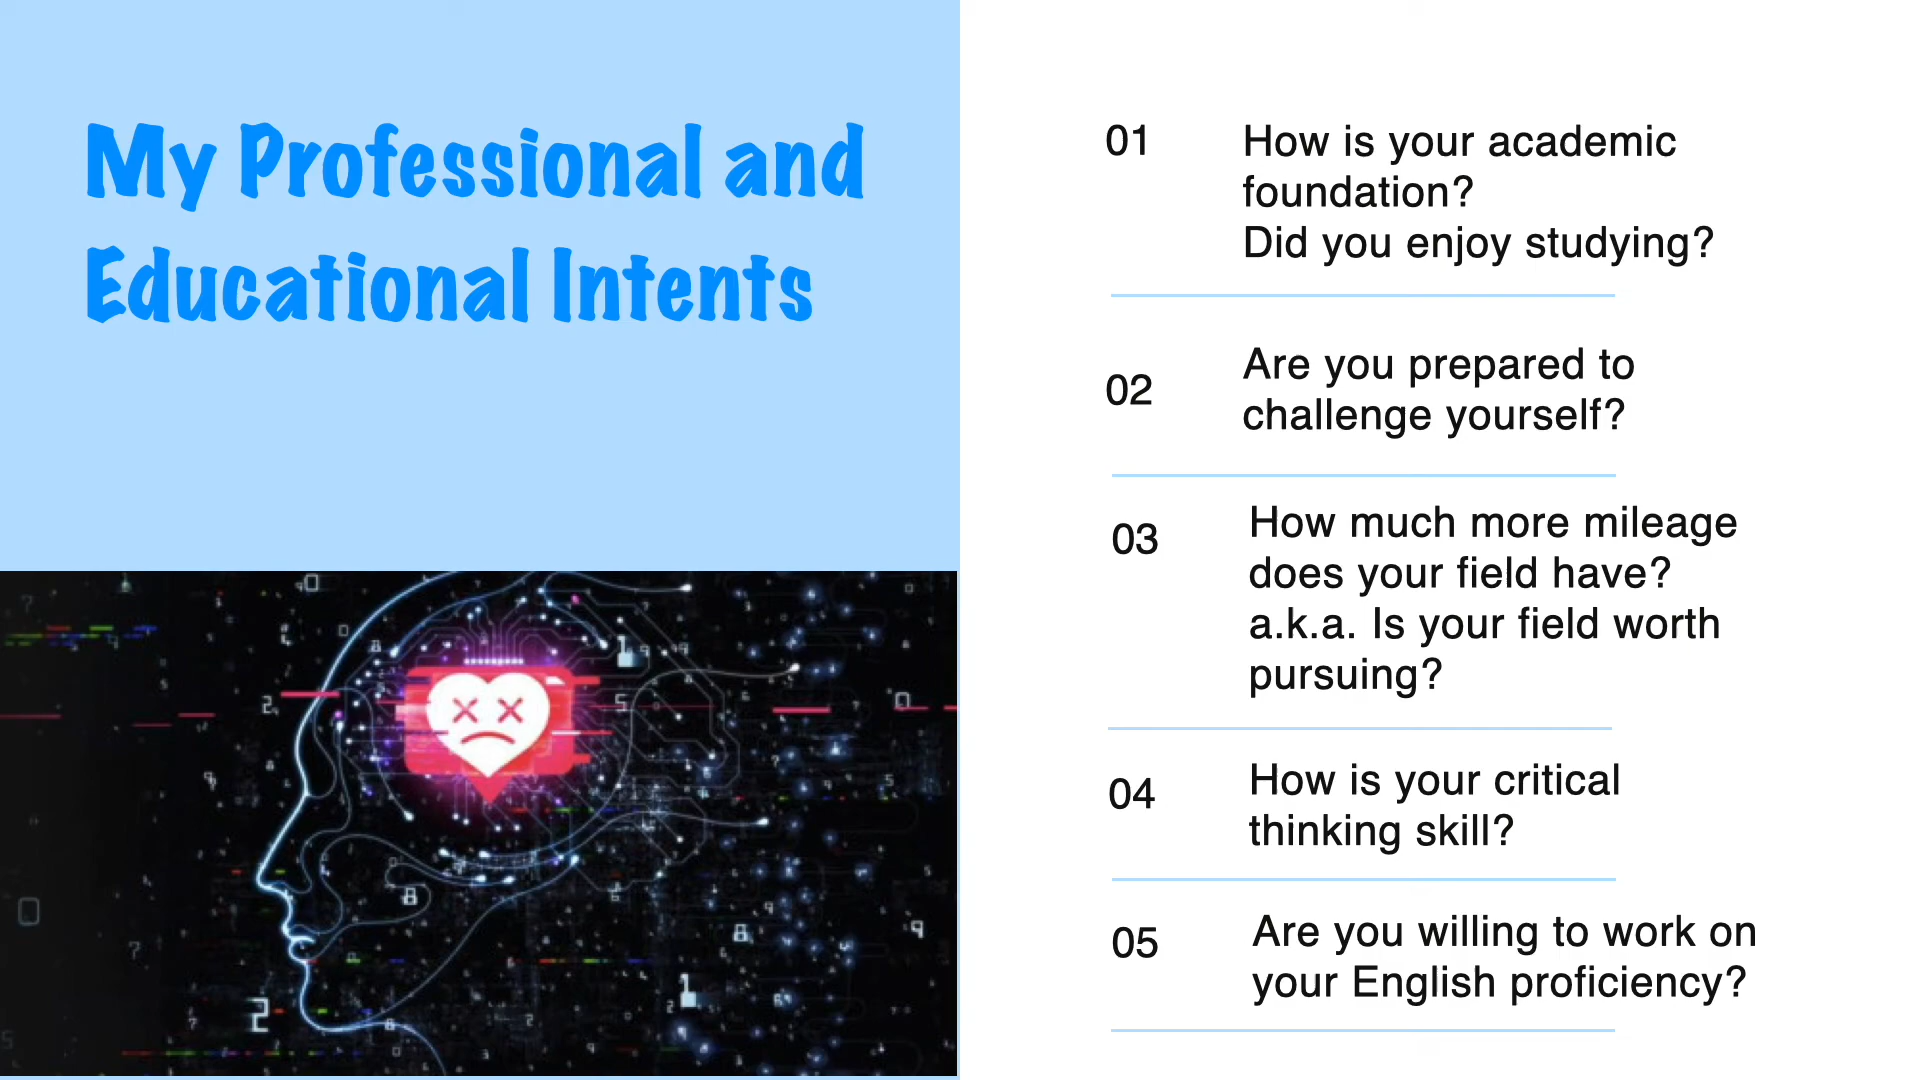 My Professional and
Educational Intents
01
How is your academic
foundation?
Did you enjoy studying?
02
Are you prepared to
challenge yourself?
03
How much more mileage
does your field have?
a.k.a. Is your field worth
pursuing?
04
How is your critical
thinking skill?
05
Are you willing to work on
your English proficiency?